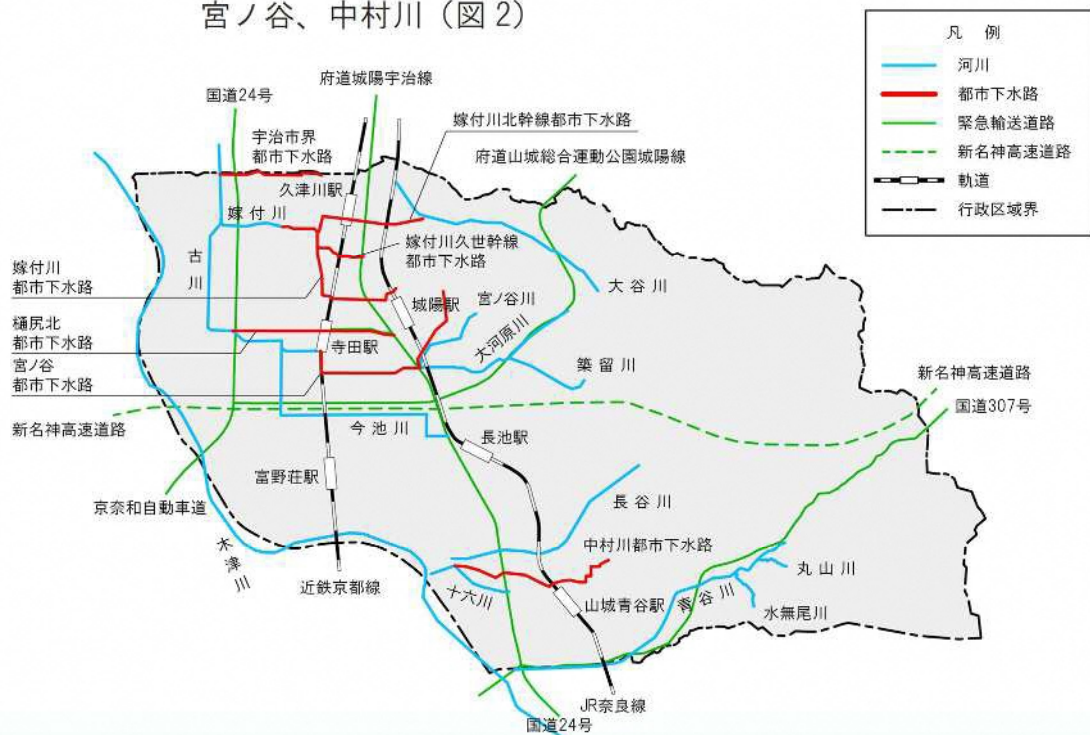 宮ノ谷、中村川（図2）
凡 例
河川
都市下水路
緊急輸送道路
新名神高速道路
軌道
行政区域界
府道城陽宇治線
国道24号
嫁付川北幹線都市下水路
宇治市界
都市下水路
府道山城総合運動公園城陽線
久津川駅
嫁付川
古川
嫁付川久世幹線
都市下水路
嫁付川
都市下水路
大谷川
城陽駅
宮ノ谷川
樋尻北
都市下水路
大河原川
寺田駅
宮ノ谷
都市下水路
築留川
新名神高速道路
国道307号
新名神高速道路
今池川
長池駅
富野荘駅
京奈和自動車道
長谷川
木津川
中村川都市下水路
近鉄京都線
十六川
山城青谷駅
青谷川
丸山川
水無尾川
JR奈良線
国道24号